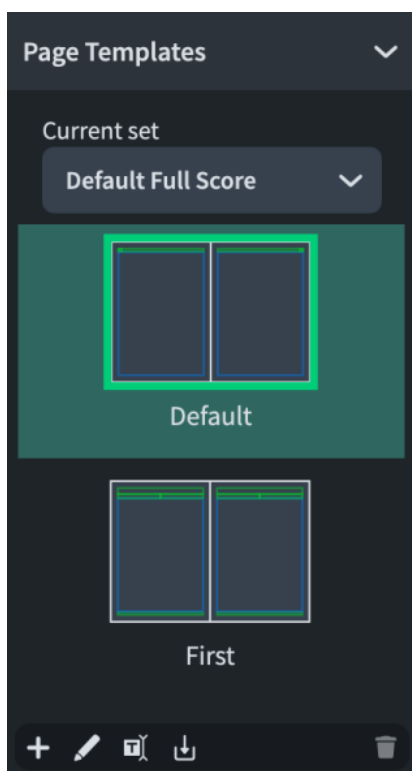 Page Templates
Current set
Default Full Score
Default
First